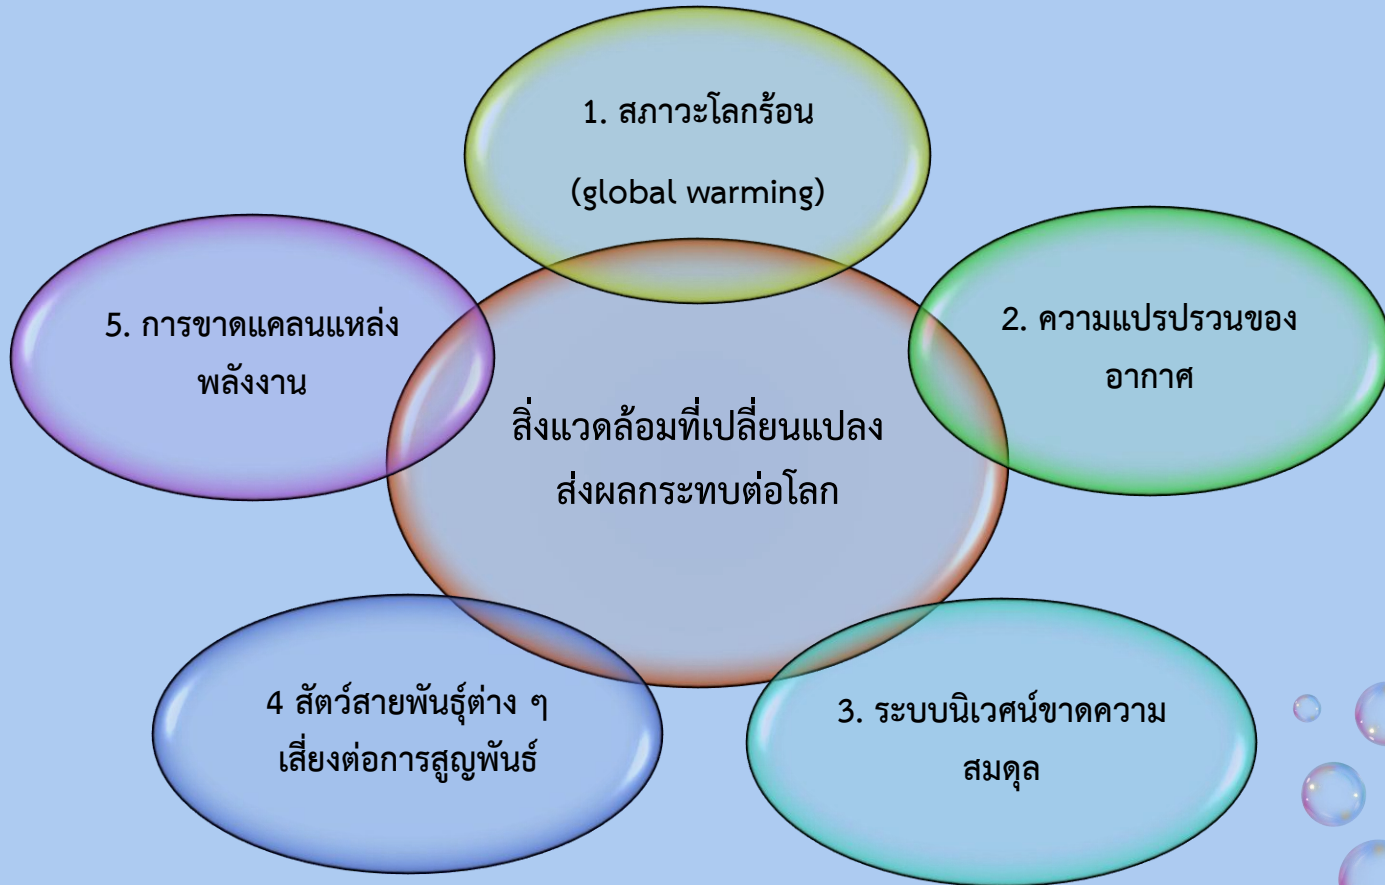 สิ่งแวดล้อมที่เปลี่ยนแปลง
ส่งผลกระทบต่อโลก
1. สภาวะโลกร้อน
(global warming)
2. ความแปรปรวนของ
อากาศ
3. ระบบนิเวศน์ขาดความ
สมดุล
4 สัตว์สายพันธุ์ต่าง ๆ
เสี่ยงต่อการสูญพันธ์
5. การขาดแคลนแหล่ง
พลังงาน